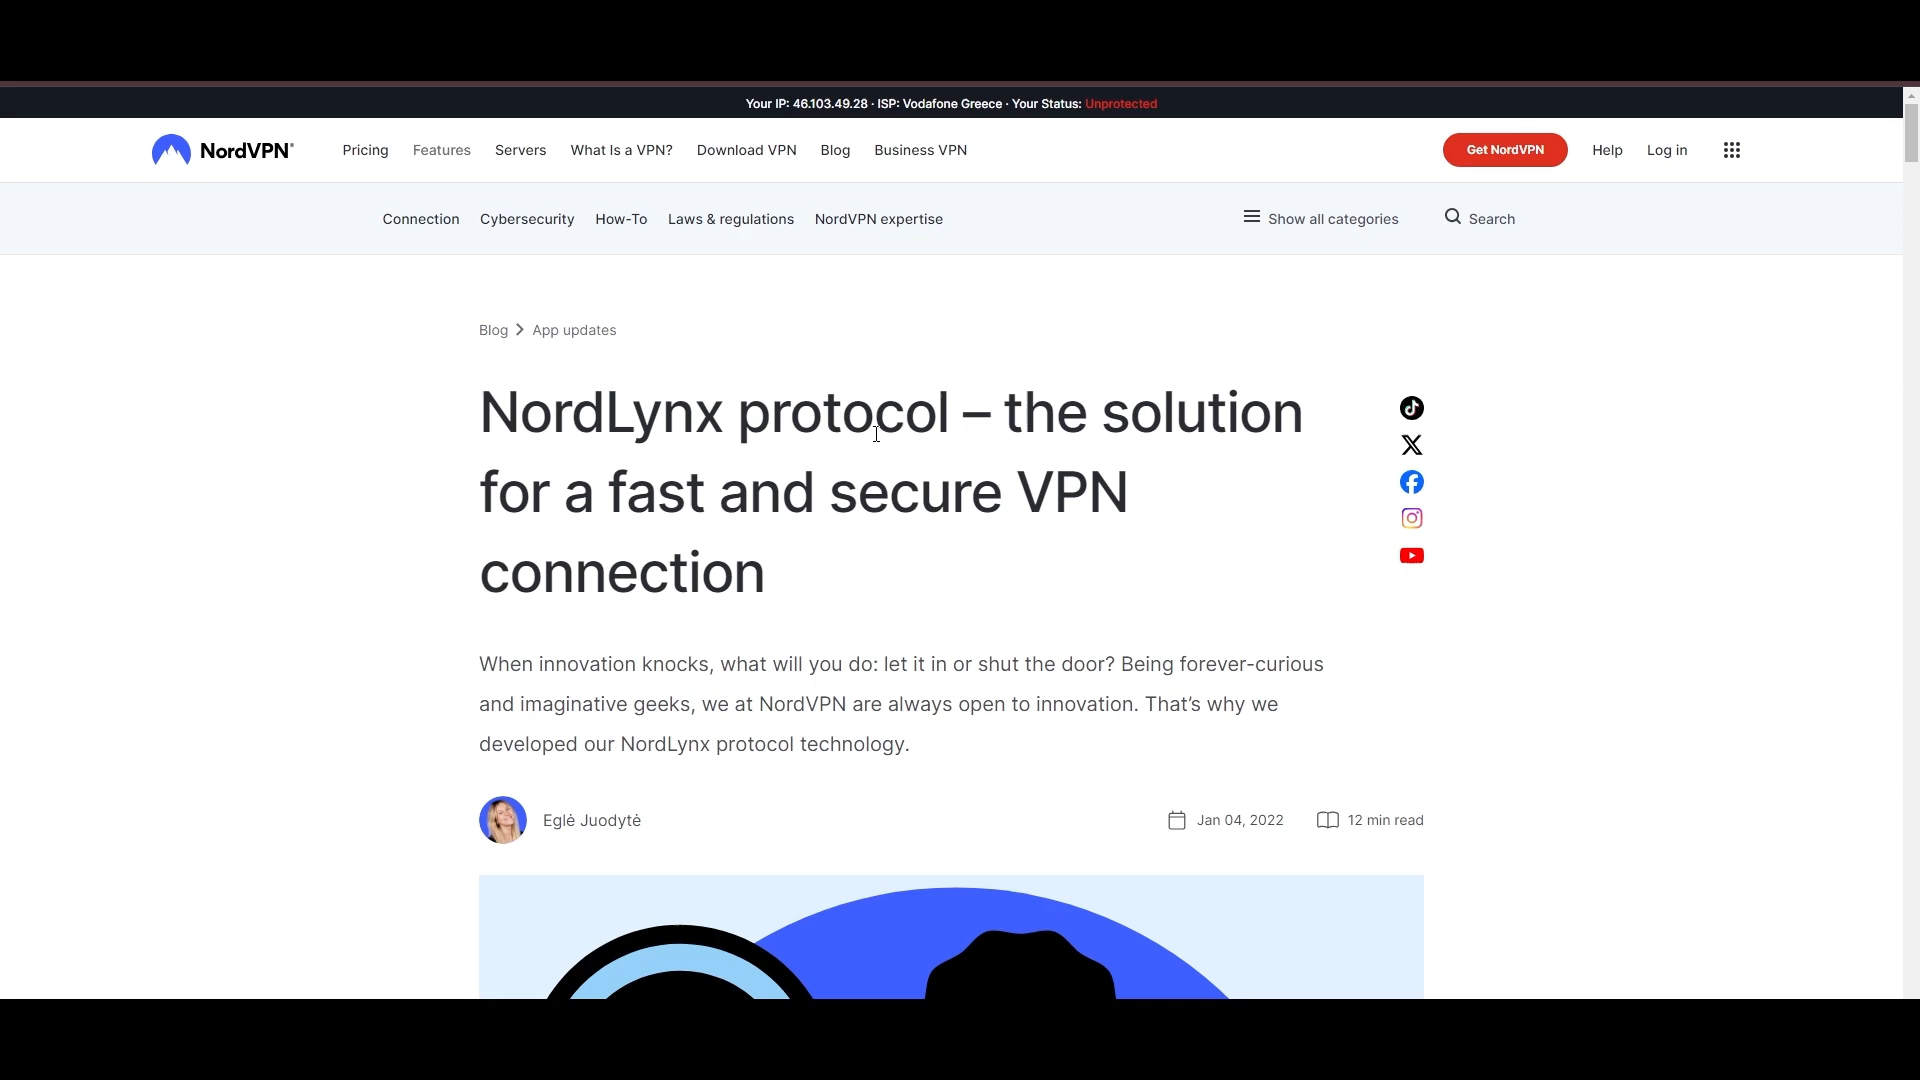 Your IP: 46.103.49.28 · ISP: Vodafone Greece · Your Status: Unprotected
NordVPN®
Pricing
Features
Servers
What Is a VPN?
Download VPN
Blog
Business VPN
Get NordVPN
Help
Log in
Connection
Cybersecurity
How-To
Laws & regulations
NordVPN expertise
Show all categories
Search
Blog
App updates
NordLynx protocol – the solution
for a fast and secure VPN
connection
When innovation knocks, what will you do: let it in or shut the door? Being forever-curious
and imaginative geeks, we at NordVPN are always open to innovation. That’s why we
developed our NordLynx protocol technology.
Eglė Juodytė
Jan 04, 2022
12 min read